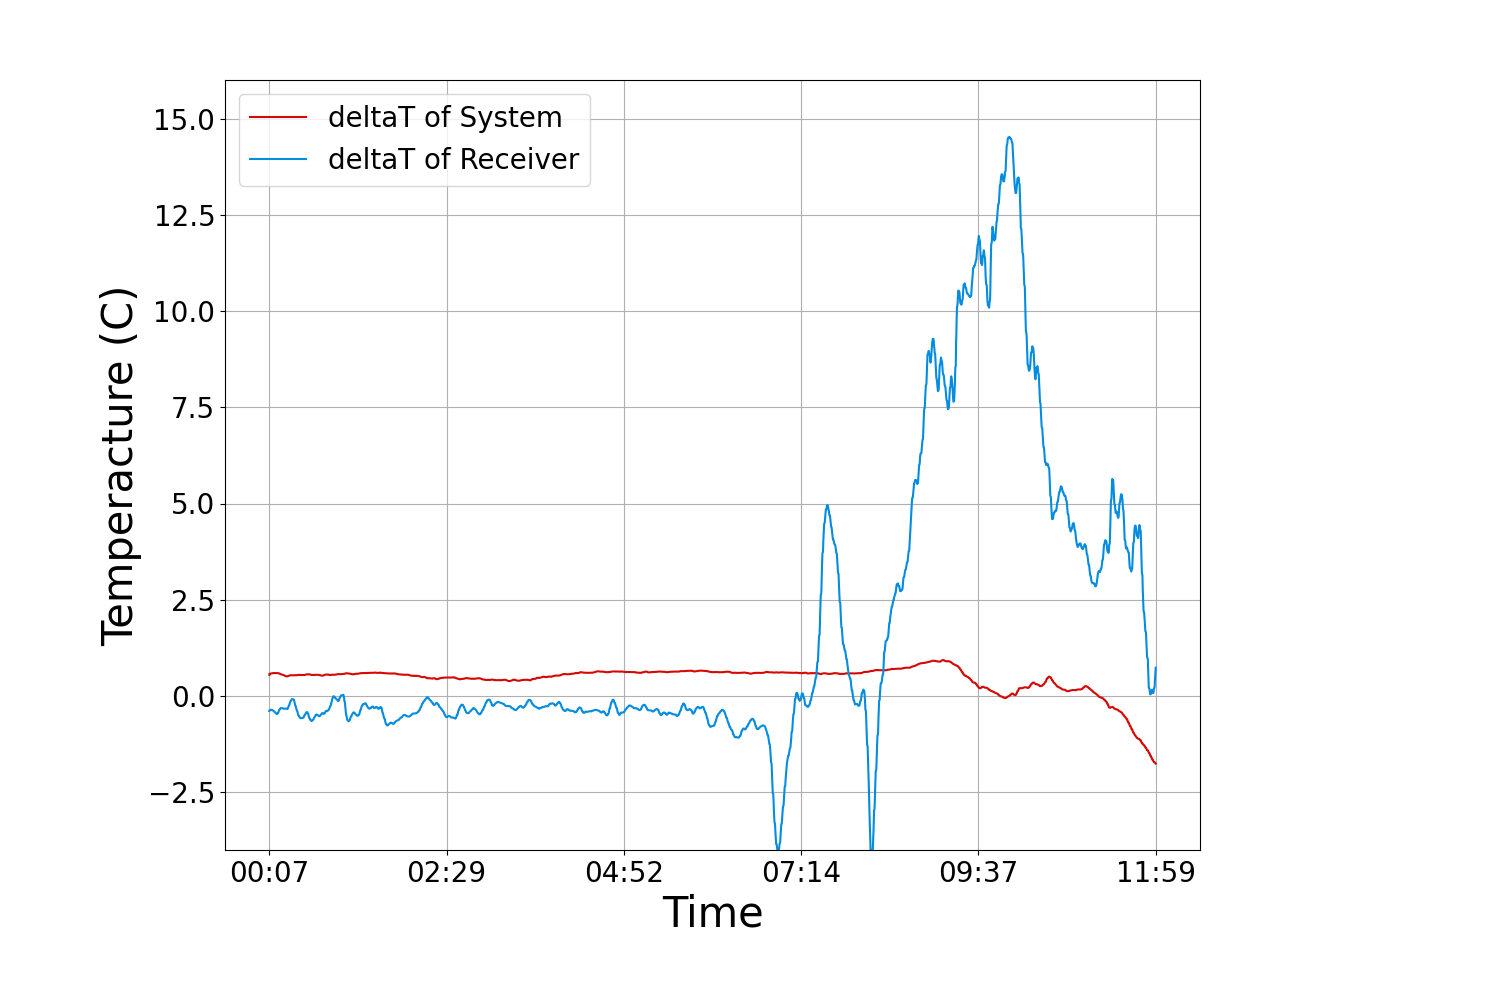 deltaT of System
deltaT of Receiver
15.0
12.5
10.0
7.5
5.0
2.5
0.0
−2.5
Temperacture (C)
00:07 02:29 04:52 07:14 09:37 11:59
Time